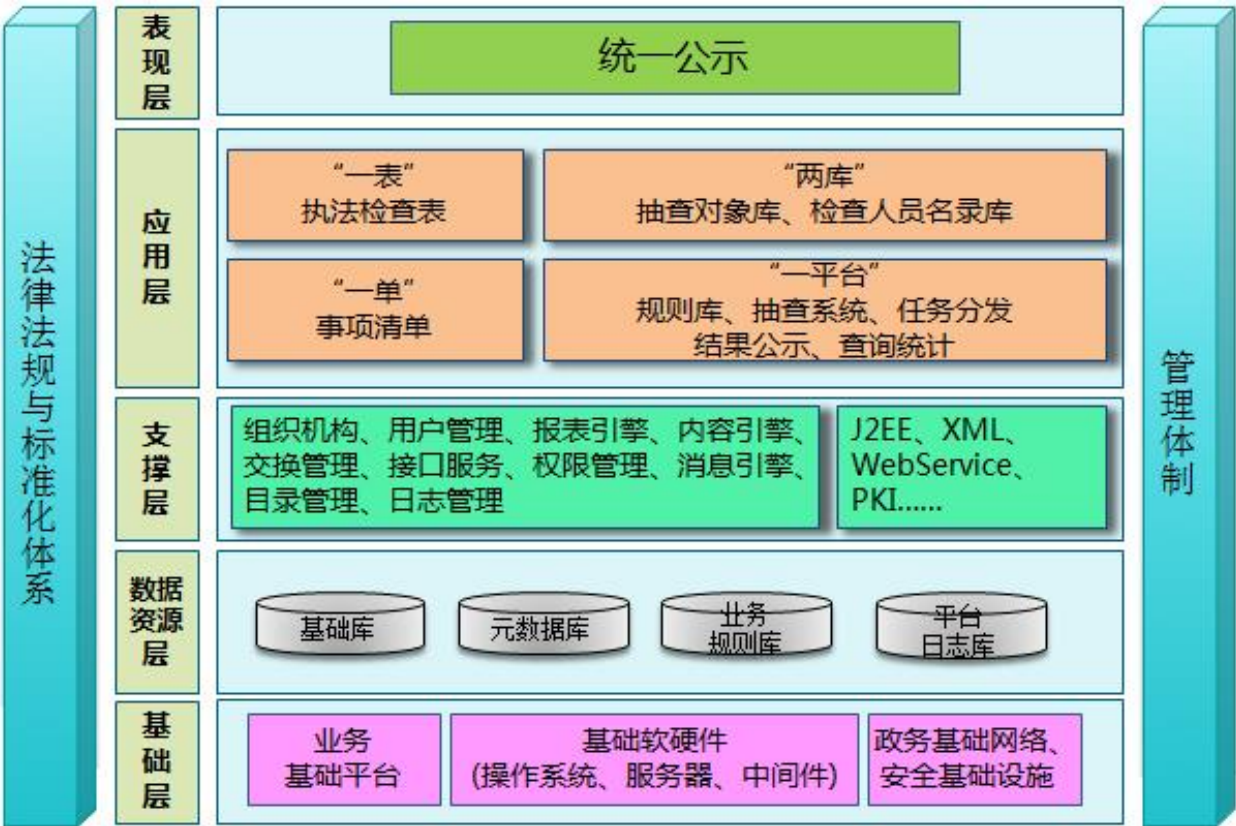 法律法规与标准化体系
表现层
统一公示
应用层
“一表”
执法检查表
“两库”
抽查对象库、检查人员名录库
“一单”
事项清单
“一平台”
规则库、抽查系统、任务分发
结果公示、查询统计
支撑层
组织机构、用户管理、报表引擎、内容引擎、
交换管理、接口服务、权限管理、消息引擎、
目录管理、日志管理
J2EE、XML、
WebService、
PKI......
数据
资源
层
基础库
元数据库
业务
规则库
平台
日志库
基础层
业务
基础平台
基础软硬件
(操作系统、服务器、中间件)
政务基础网络、
安全基础设施
管理体制